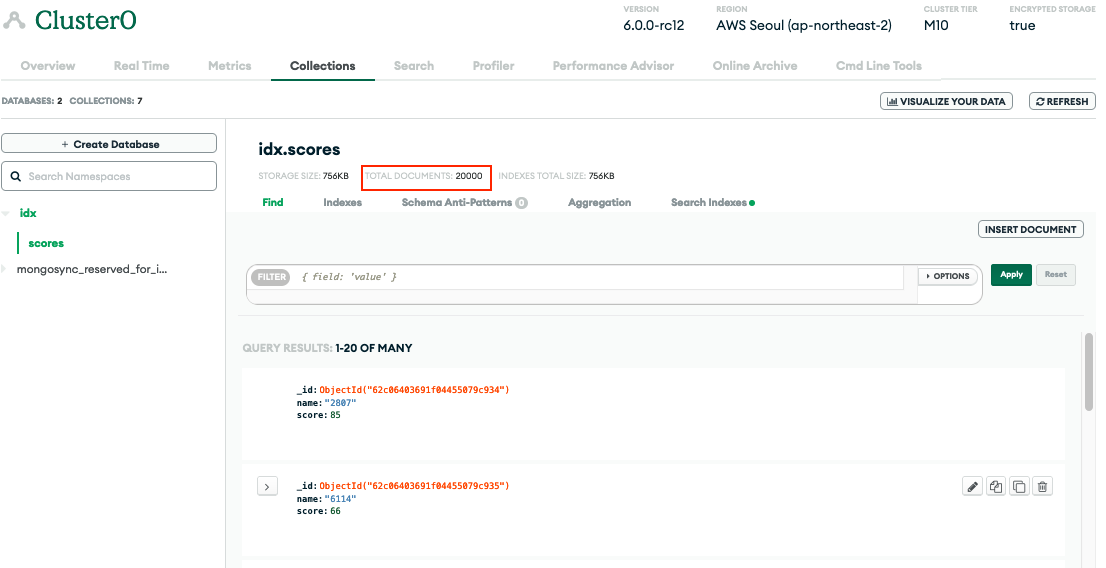 Cluster0
VERSION REGION CLUSTER TIER ENCRYPTED STORAGE
6.0.0-rc12 AWS Seoul (ap-northeast-2) M10 true
Overview Real Time Metrics Collections Search Profiler Performance Advisor Online Archive Cmd Line Tools
DATABASES: 2 COLLECTIONS: 7
VISUALIZE YOUR DATA REFRESH
+ Create Database
Search Namespaces
idx
scores
mongosync_reserved_for_i...
idx.scores
STORAGE SIZE: 756KB TOTAL DOCUMENTS: 20000 INDEXES TOTAL SIZE: 756KB
Find Indexes Schema Anti-Patterns 0 Aggregation Search Indexes
INSERT DOCUMENT
FILTER { field: 'value' } OPTIONS Apply Reset
QUERY RESULTS: 1-20 OF MANY
_id: ObjectId("62c06403691f04455079c934")
name: "2807"
score: 85
_id: ObjectId("62c06403691f04455079c935")
name: "6114"
score: 66